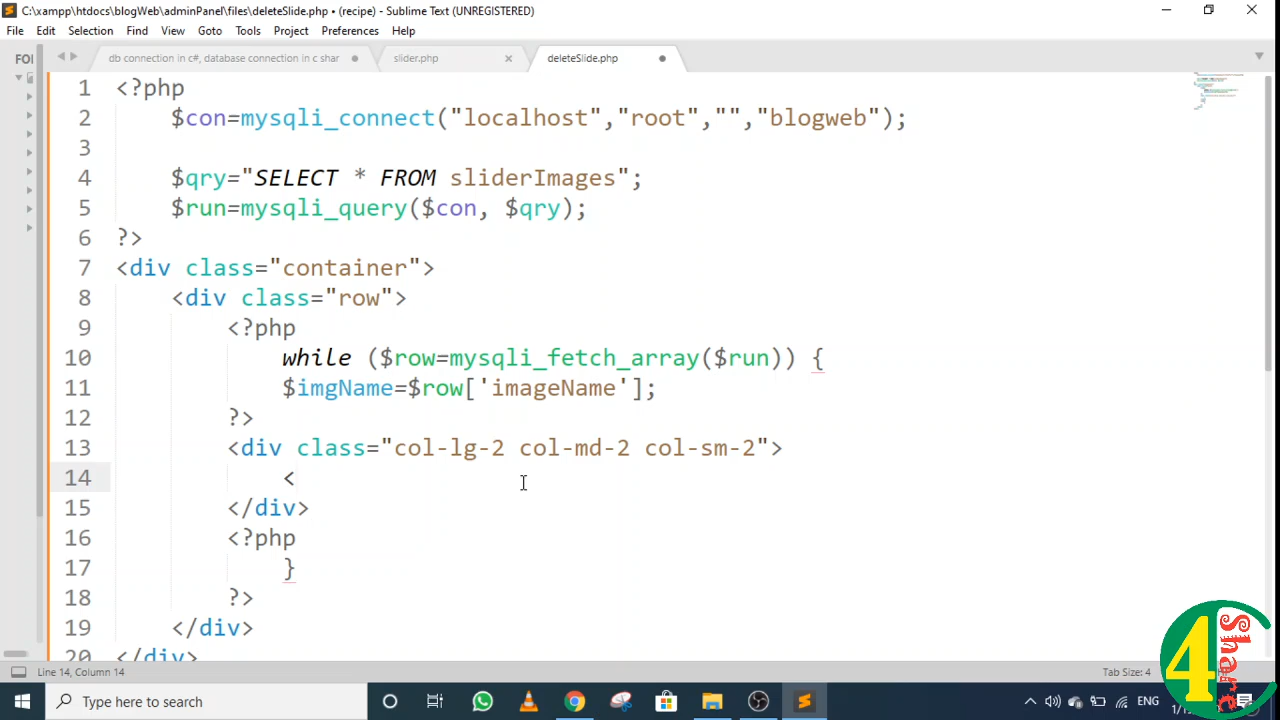 C:\xampp\htdocs\blogWeb\adminPanel\files\deleteSlide.php • (recipe) - Sublime Text (UNREGISTERED)
File Edit Selection Find View Goto Tools Project Preferences Help
FOI
db connection in c#, database connection in c shar
slider.php
deleteSlide.php
1 <?php
2 $con=mysqli_connect("localhost","root","","blogweb");
3
4 $qry="SELECT * FROM sliderImages";
5 $run=mysqli_query($con, $qry);
6 ?>
7 <div class="container">
8 <div class="row">
9 <?php
10 while ($row=mysqli_fetch_array($run)) {
11 $imgName=$row['imageName'];
12 ?>
13 <div class="col-lg-2 col-md-2 col-sm-2">
14 <
15 </div>
16 <?php
17 }
18 ?>
19 </div>
20 </div>
Line 14, Column 14
Tab Size: 4
4 Share
Type here to search
ENG